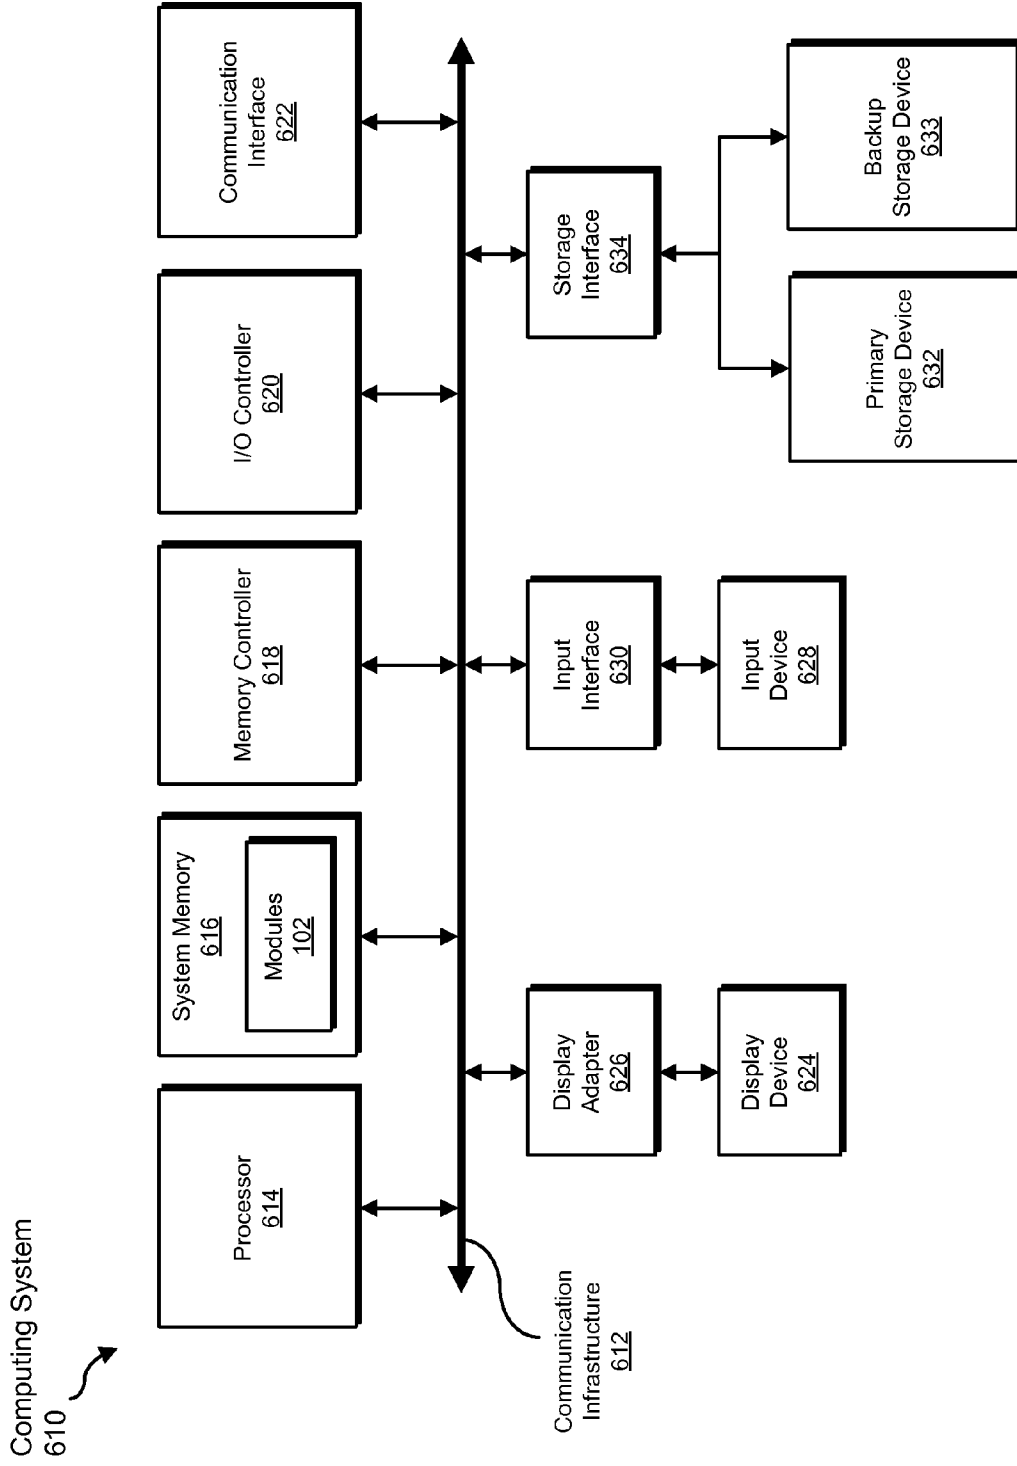 Computing System
610
Processor
614
System Memory
616
Modules
102
Memory Controller
618
I/O Controller
620
Communication
Interface
622
Communication
Infrastructure
612
Display
Adapter
626
Input
Interface
630
Storage
Interface
634
Display
Device
624
Input
Device
628
Primary
Storage Device
632
Backup
Storage Device
633